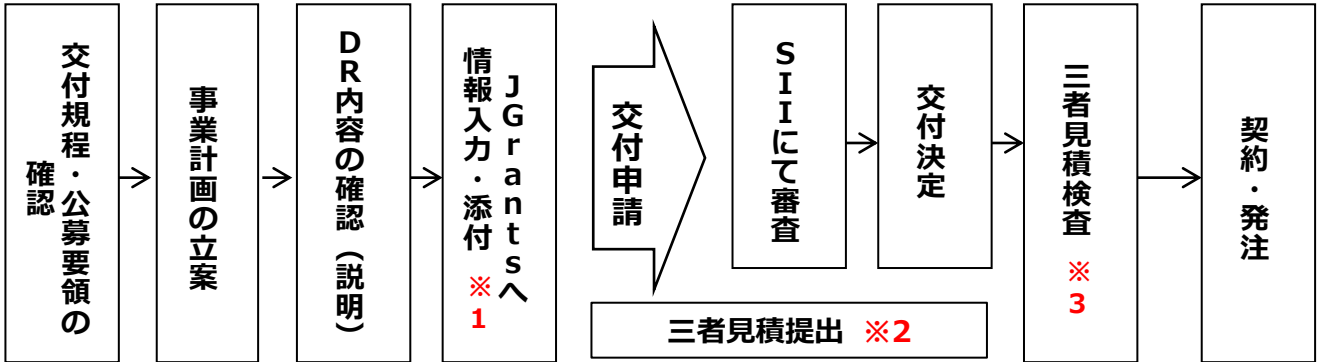 交付規程・公募要領の
確認
事業計画の立案
DR内容の確認（説明）
JGrantsへ
情報入力・添付 ※1
交付申請
SIIにて審査
交付決定
三者見積検査 ※3
契約・発注
三者見積提出 ※2